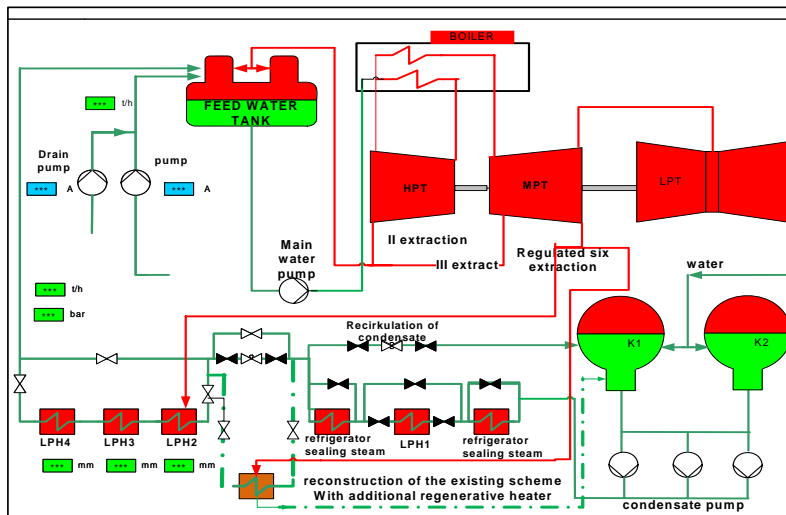 BOILER
*** t/h
FEED WATER
TANK
Drain
pump
pump
*** A
*** A
HPT
MPT
LPT
II extraction
Main
water
pump
III extract
Regulated six
extraction
water
*** t/h
*** bar
Recirkulation of
condensate
K1
K2
LPH4
LPH3
LPH2
refrigerator
sealing steam
LPH1
refrigerator
sealing steam
*** mm
*** mm
*** mm
reconstruction of the existing scheme
With additional regenerative heater
condensate pump